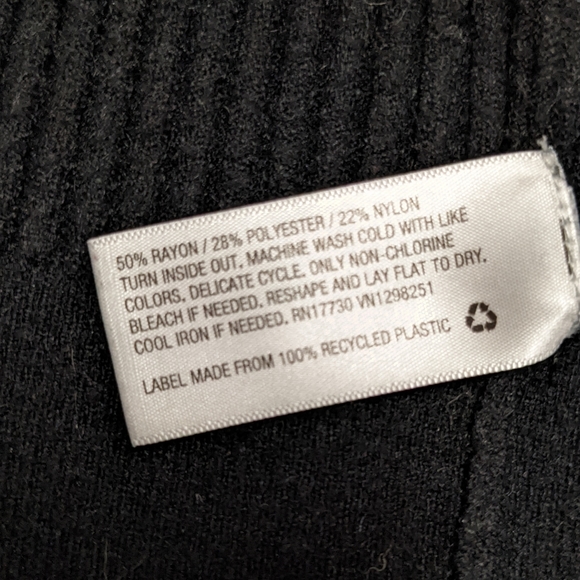 50% RAYON / 28% POLYESTER / 22% NYLON
TURN INSIDE OUT. MACHINE WASH COLD WITH LIKE
COLORS. DELICATE CYCLE. ONLY NON-CHLORINE
BLEACH IF NEEDED. RESHAPE AND LAY FLAT TO DRY.
COOL IRON IF NEEDED. RN17730 VN1298251
LABEL MADE FROM 100% RECYCLED PLASTIC